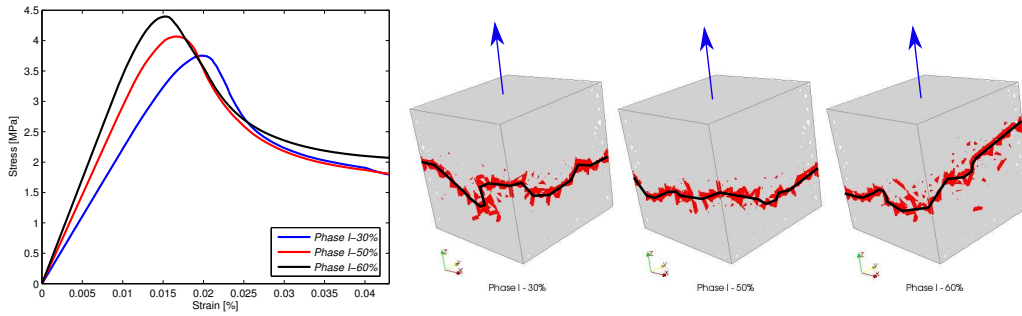 4.5
4
3.5
3
2.5
2
1.5
1
0.5
0
Stress [MPa]
0
0.005
0.01
0.015
0.02
0.025
0.03
0.035
0.04
Strain [%]
Phase I-30%
Phase I-50%
Phase I-60%
Z
Y
X
Phase I - 30%
Z
Y
X
Phase I - 50%
Z
Y
X
Phase I - 60%